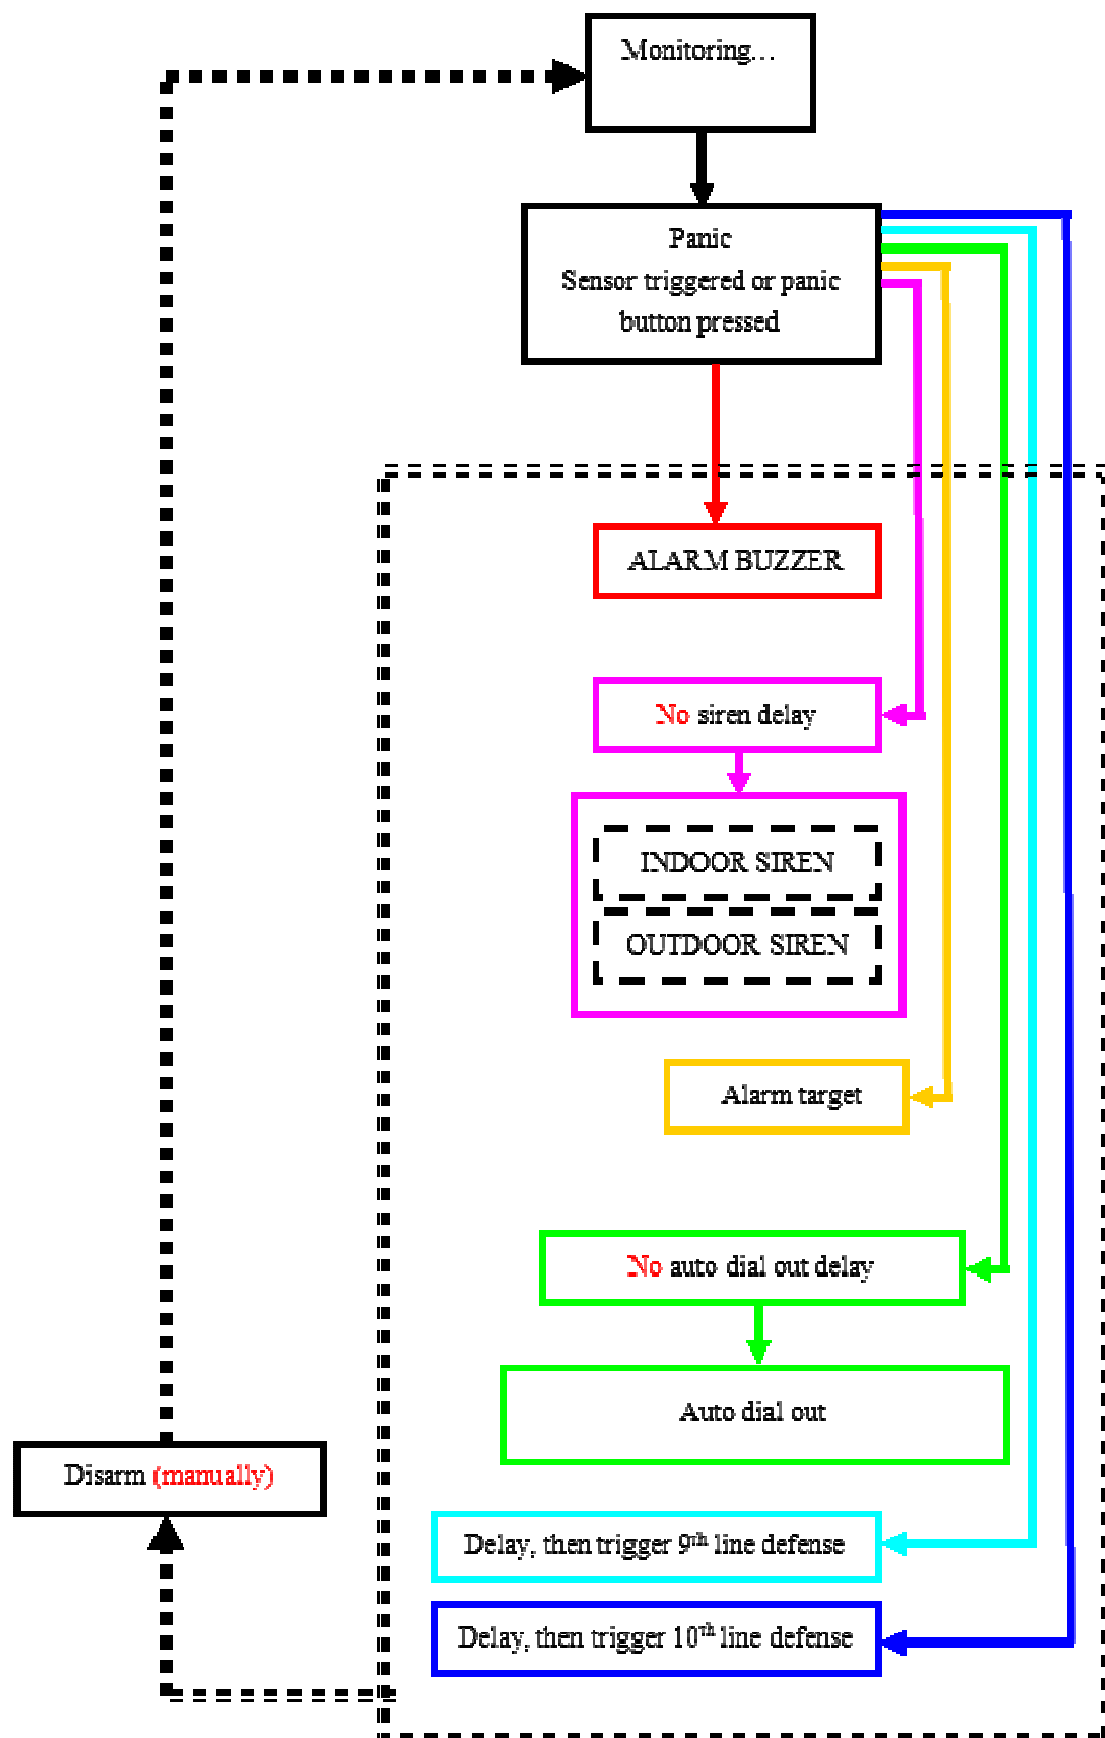 Monitoring...
Panic
Sensor triggered or panic
button pressed
ALARM BUZZER
No siren delay
INDOOR SIREN
OUTDOOR SIREN
Alarm target
No auto dial out delay
Auto dial out
Disarm (manually)
Delay, then trigger 9th line defense
Delay, then trigger 10th line defense